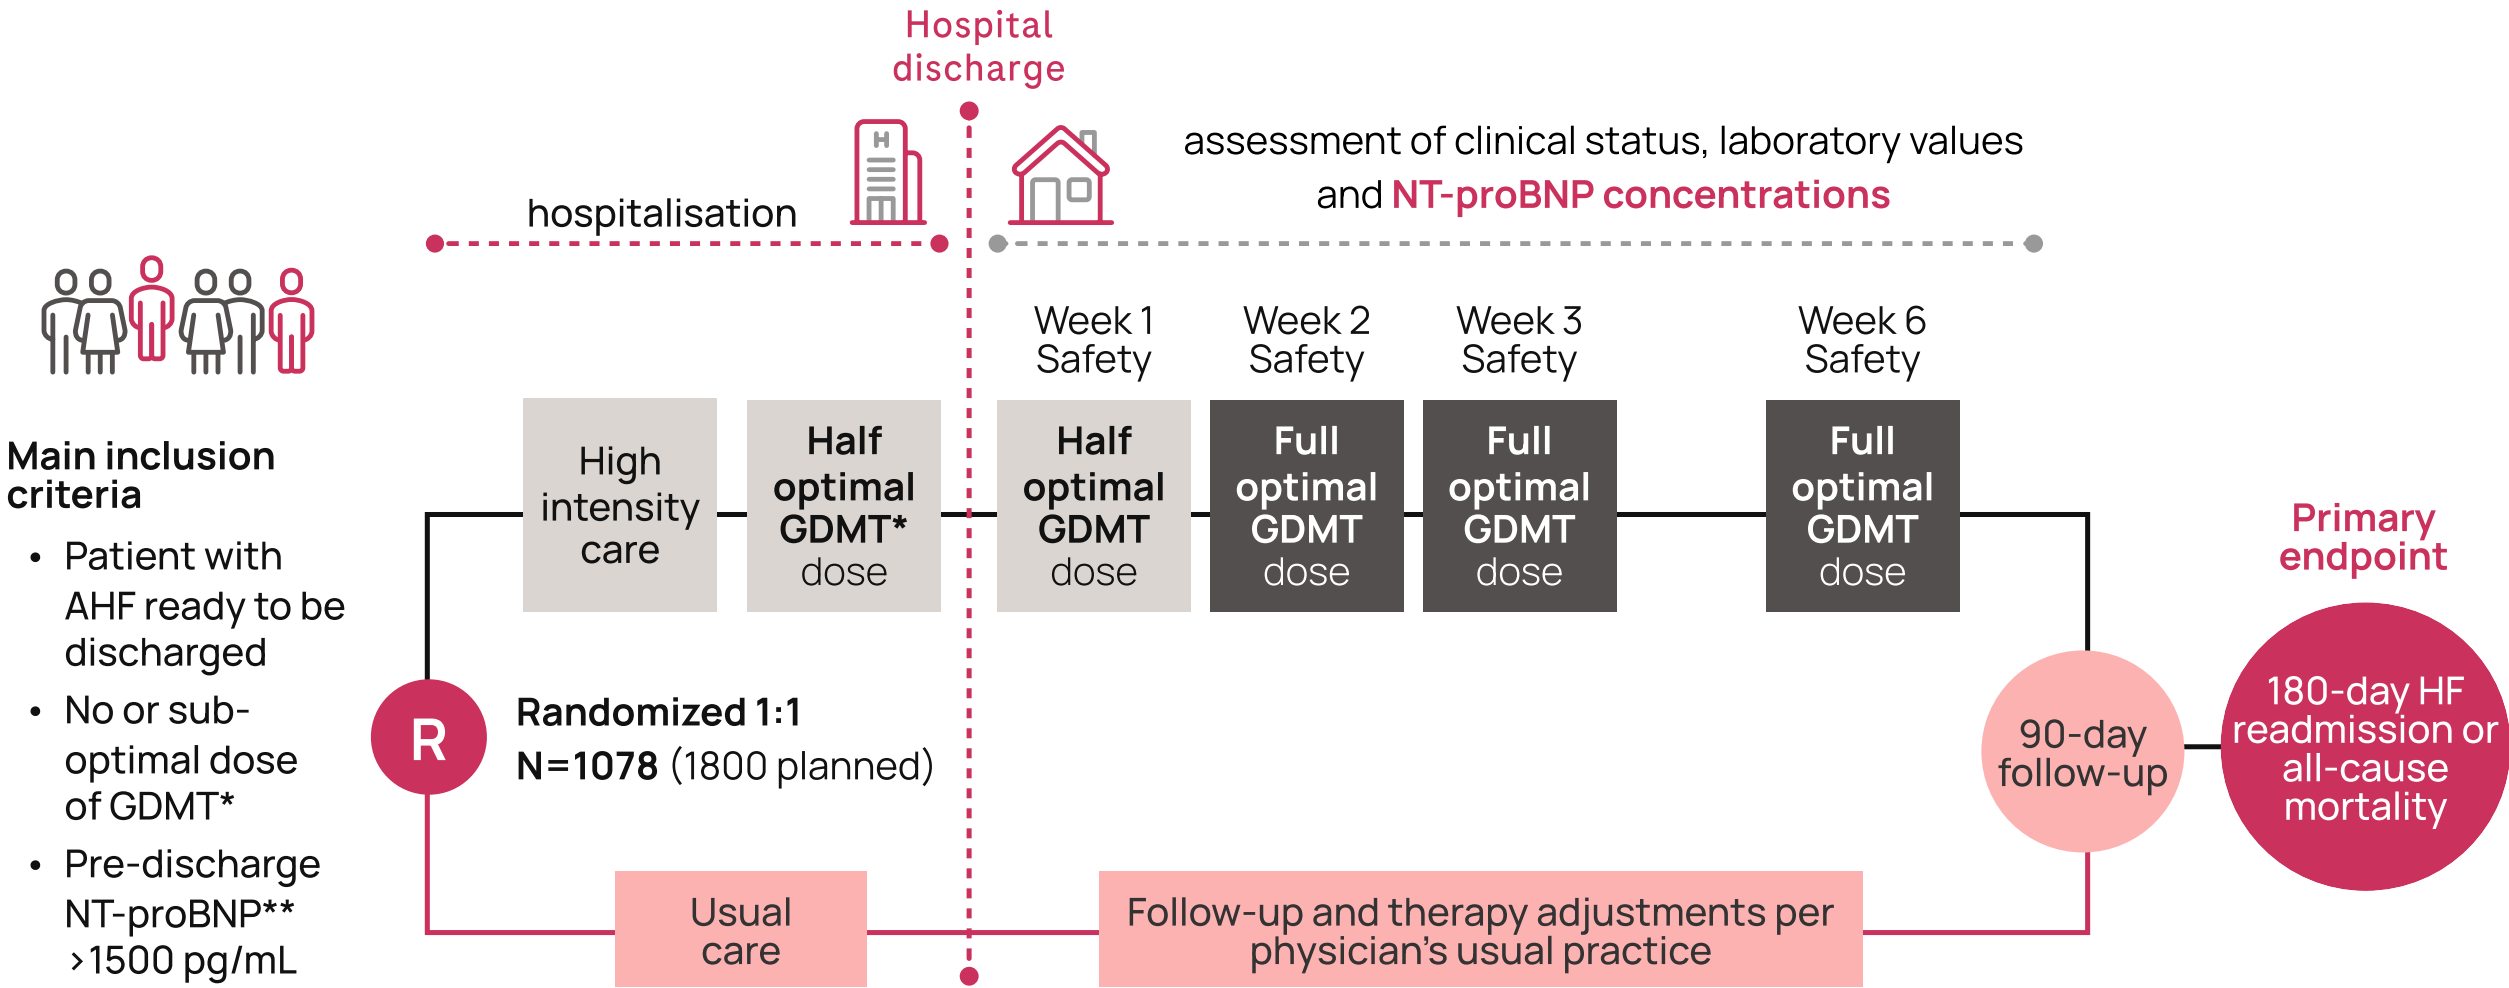 Hospital
discharge
hospitalisation
H
assessment of clinical status, laboratory values
and NT-proBNP concentrations
Main inclusion
criteria
• Patient with
AHF ready to be
discharged
• No or sub-
optimal dose
of GDMT*
• Pre-discharge
NT-proBNP**
>1500 pg/mL
R
Randomized 1:1
N=1078 (1800 planned)
High
intensity
care
Half
optimal
GDMT*
dose
Week 1
Safety
Half
optimal
GDMT
dose
Week 2
Safety
Full
optimal
GDMT
dose
Week 3
Safety
Full
optimal
GDMT
dose
Week 6
Safety
Full
optimal
GDMT
dose
Usual
care
Follow-up and therapy adjustments per
physician's usual practice
90-day
follow-up
Primary
endpoint
180-day HF
readmission or
all-cause
mortality